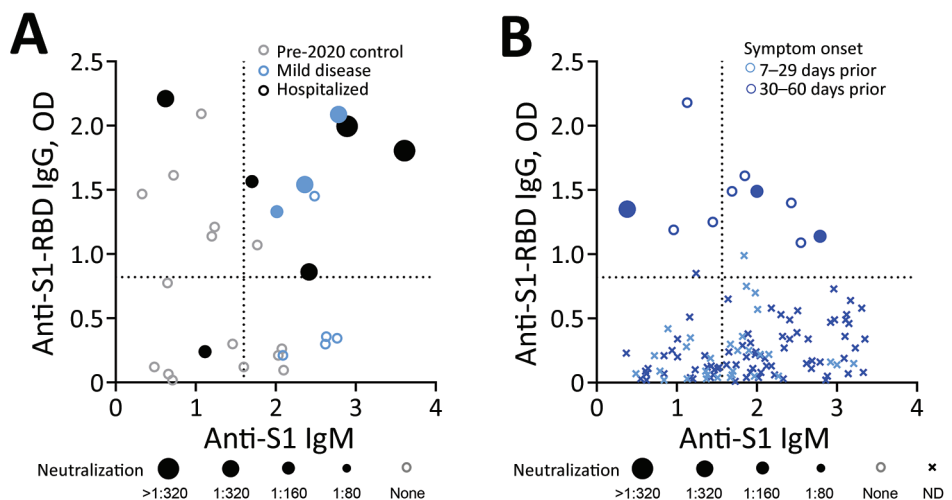 A
Pre-2020 control
Mild disease
Hospitalized
Anti-S1-RBD IgG, OD
2.5
2.0
1.5
1.0
0.5
0
0 1 2 3 4
Anti-S1 IgM
Neutralization
>1:320 1:320 1:160 1:80 None
B
Symptom onset
7–29 days prior
30–60 days prior
Anti-S1-RBD IgG, OD
2.5
2.0
1.5
1.0
0.5
0
0 1 2 3 4
Anti-S1 IgM
Neutralization
>1:320 1:320 1:160 1:80 None ND